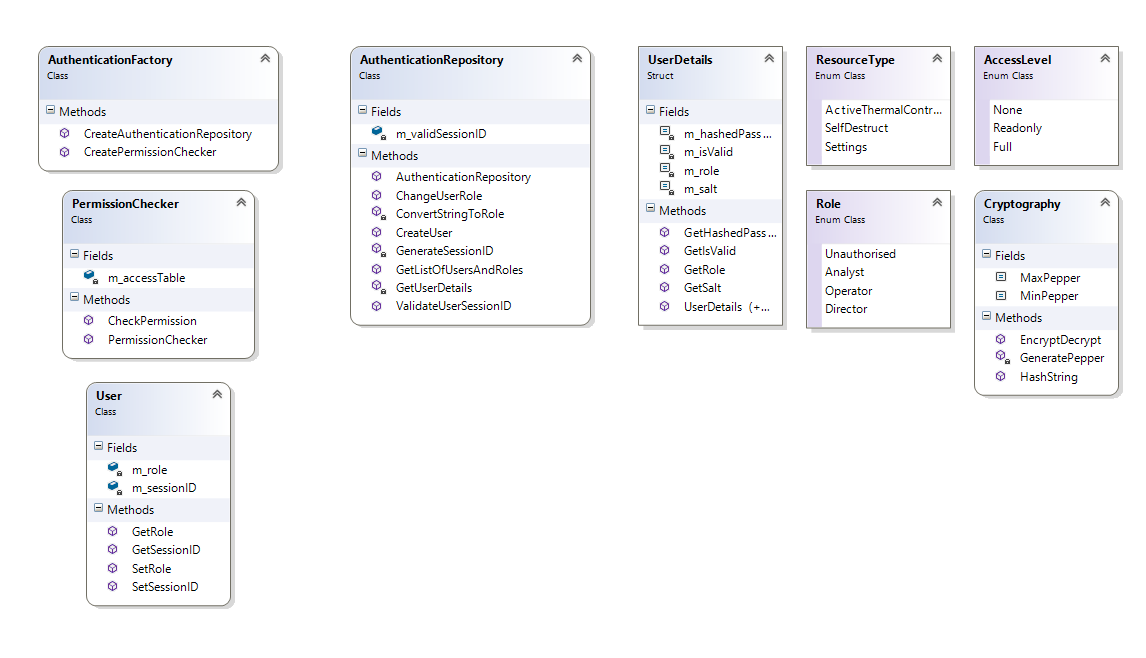 AuthenticationFactory
Class
Methods
CreateAuthenticationRepository
CreatePermissionChecker
PermissionChecker
Class
Fields
m_accessTable
Methods
CheckPermission
PermissionChecker
User
Class
Fields
m_role
m_sessionID
Methods
GetRole
GetSessionID
SetRole
SetSessionID
AuthenticationRepository
Class
Fields
m_validSessionID
Methods
AuthenticationRepository
ChangeUserRole
ConvertStringToRole
CreateUser
GenerateSessionID
GetListOfUsersAndRoles
GetUserDetails
ValidateUserSessionID
UserDetails
Struct
Fields
m_hashedPass...
m_isValid
m_role
m_salt
Methods
GetHashedPass...
GetIsValid
GetRole
GetSalt
UserDetails (+...
ResourceType
Enum Class
ActiveThermalContr...
SelfDestruct
Settings
Role
Enum Class
Unauthorised
Analyst
Operator
Director
AccessLevel
Enum Class
None
Readonly
Full
Cryptography
Class
Fields
MaxPepper
MinPepper
Methods
EncryptDecrypt
GeneratePepper
HashString